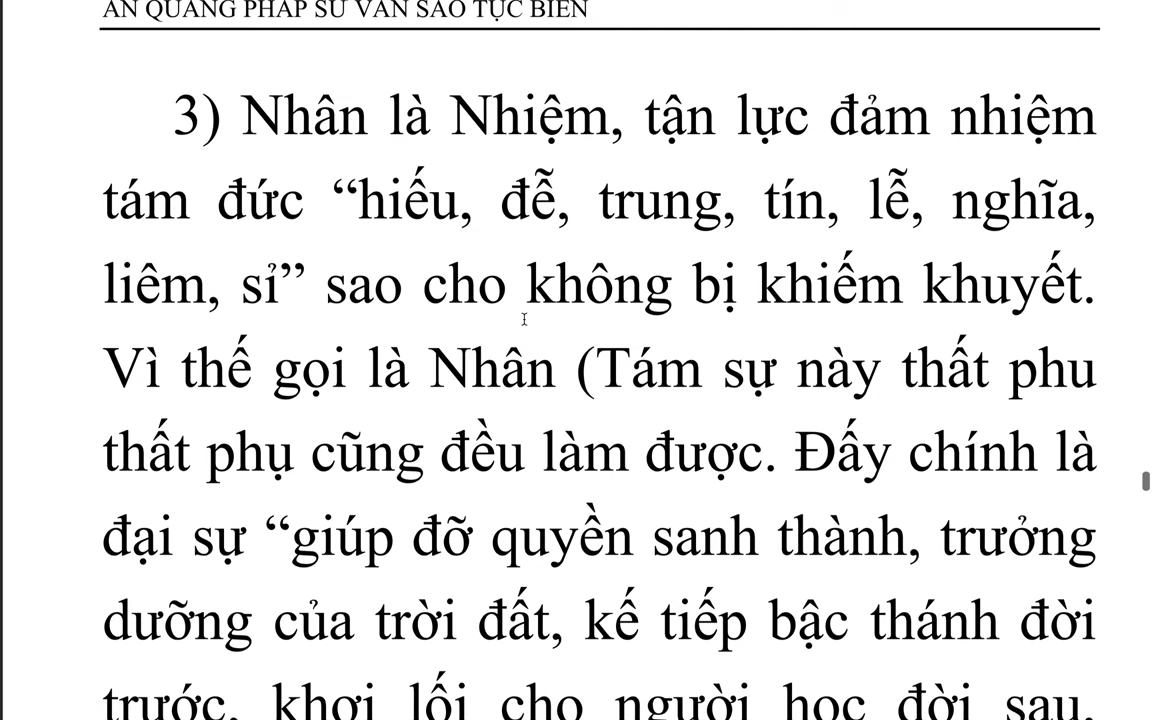 ẤN QUANG PHÁP SƯ VĂN SAO TỤC BIÊN
3) Nhân là Nhiệm, tận lực đảm nhiệm
tám đức “hiếu, đễ, trung, tín, lễ, nghĩa,
liêm, sỉ” sao cho không bị khiếm khuyết.
Vì thế gọi là Nhân (Tám sự này thất phu
thất phụ cũng đều làm được. Đấy chính là
đại sự “giúp đỡ quyền sanh thành, trưởng
dưỡng của trời đất, kế tiếp bậc thánh đời
trước, khơi lối cho người học đời sau,